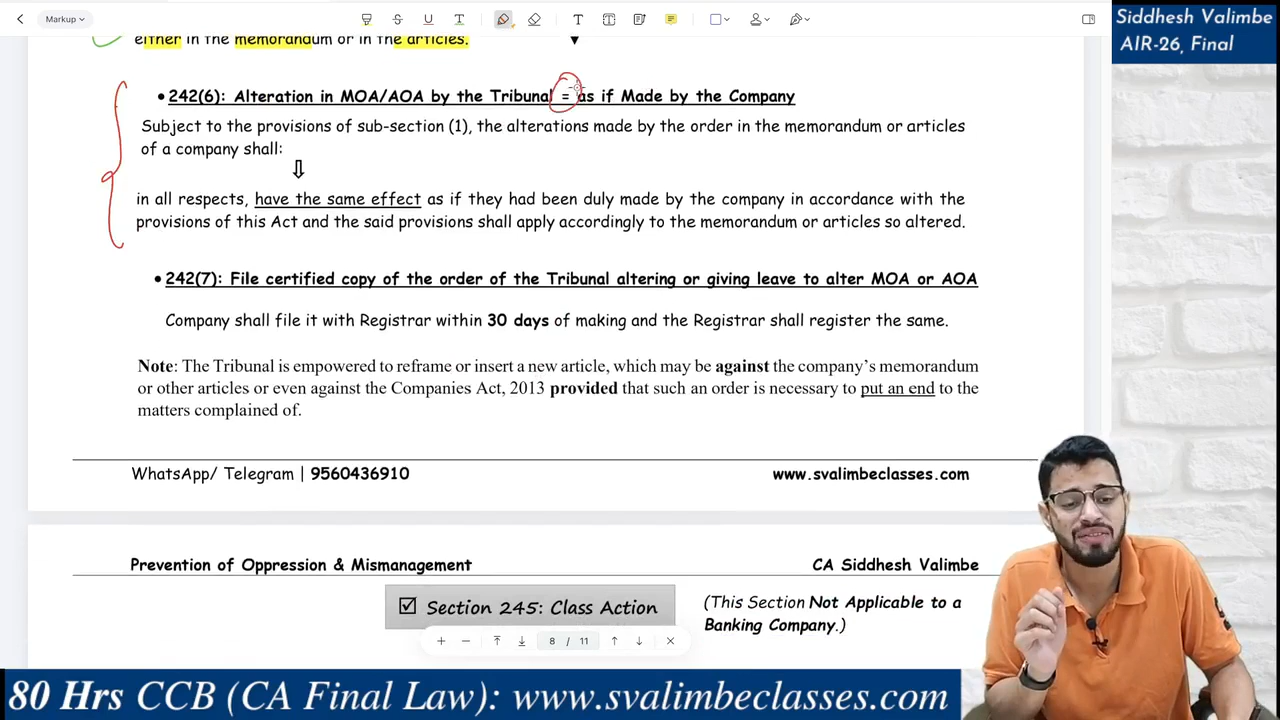 Markup
Siddhesh Valimbe
AIR-26, Final
either in the memorandum or in the articles.
• 242(6): Alteration in MOA/AOA by the Tribunal = as if Made by the Company
Subject to the provisions of sub-section (1), the alterations made by the order in the memorandum or articles
of a company shall:
in all respects, have the same effect as if they had been duly made by the company in accordance with the
provisions of this Act and the said provisions shall apply accordingly to the memorandum or articles so altered.
• 242(7): File certified copy of the order of the Tribunal altering or giving leave to alter MOA or AOA
Company shall file it with Registrar within 30 days of making and the Registrar shall register the same.
Note: The Tribunal is empowered to reframe or insert a new article, which may be against the company's memorandum
or other articles or even against the Companies Act, 2013 provided that such an order is necessary to put an end to the
matters complained of.
WhatsApp/ Telegram | 9560436910
www.svalimbeclasses.com
Prevention of Oppression & Mismanagement
CA Siddhesh Valimbe
Section 245: Class Action
(This Section Not Applicable to a
Banking Company.)
8 / 11
80 Hrs CCB (CA Final Law): www.svalimbeclasses.com